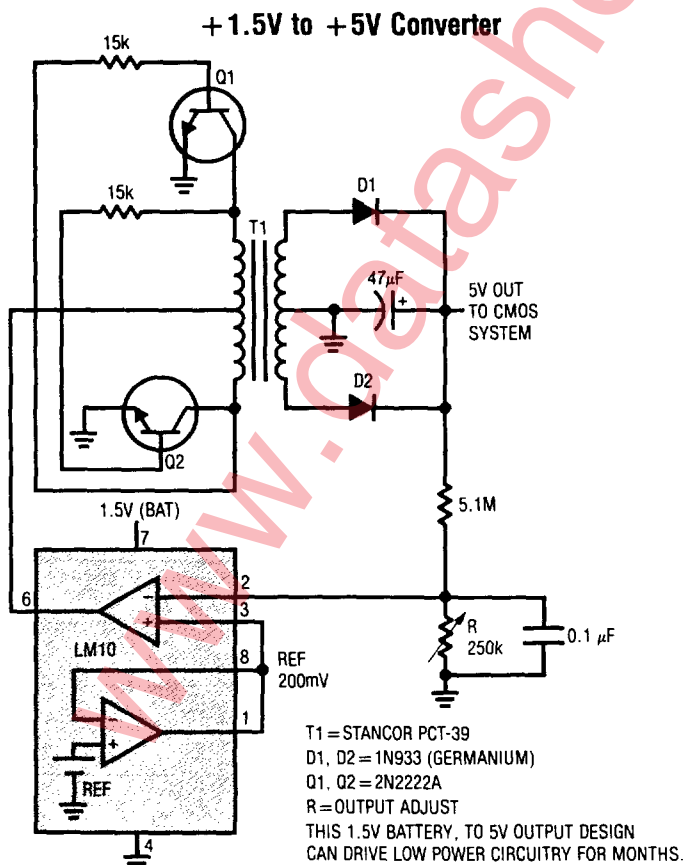 +1.5V to +5V Converter
15k
Q1
15k
T1
D1
47µF
+
5V OUT
TO CMOS
SYSTEM
D2
Q2
1.5V (BAT)
7
5.1M
6
2
−
+
3
LM10
8
REF
200mV
R
250k
0.1 µF
−
+
1
REF
4
T1=STANCOR PCT-39
D1, D2=1N933 (GERMANIUM)
Q1, Q2=2N2222A
R=OUTPUT ADJUST
THIS 1.5V BATTERY, TO 5V OUTPUT DESIGN
CAN DRIVE LOW POWER CIRCUITRY FOR MONTHS.
www.datashe